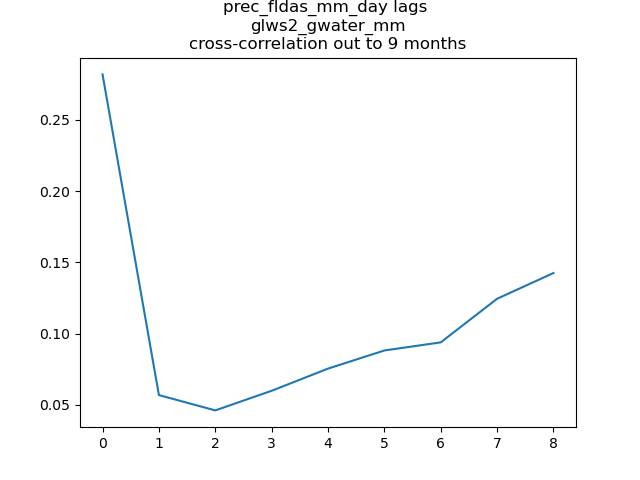 prec_fldas_mm_day lags
glws2_gwater_mm
cross-correlation out to 9 months
0.25
0.20
0.15
0.10
0.05
0 1 2 3 4 5 6 7 8